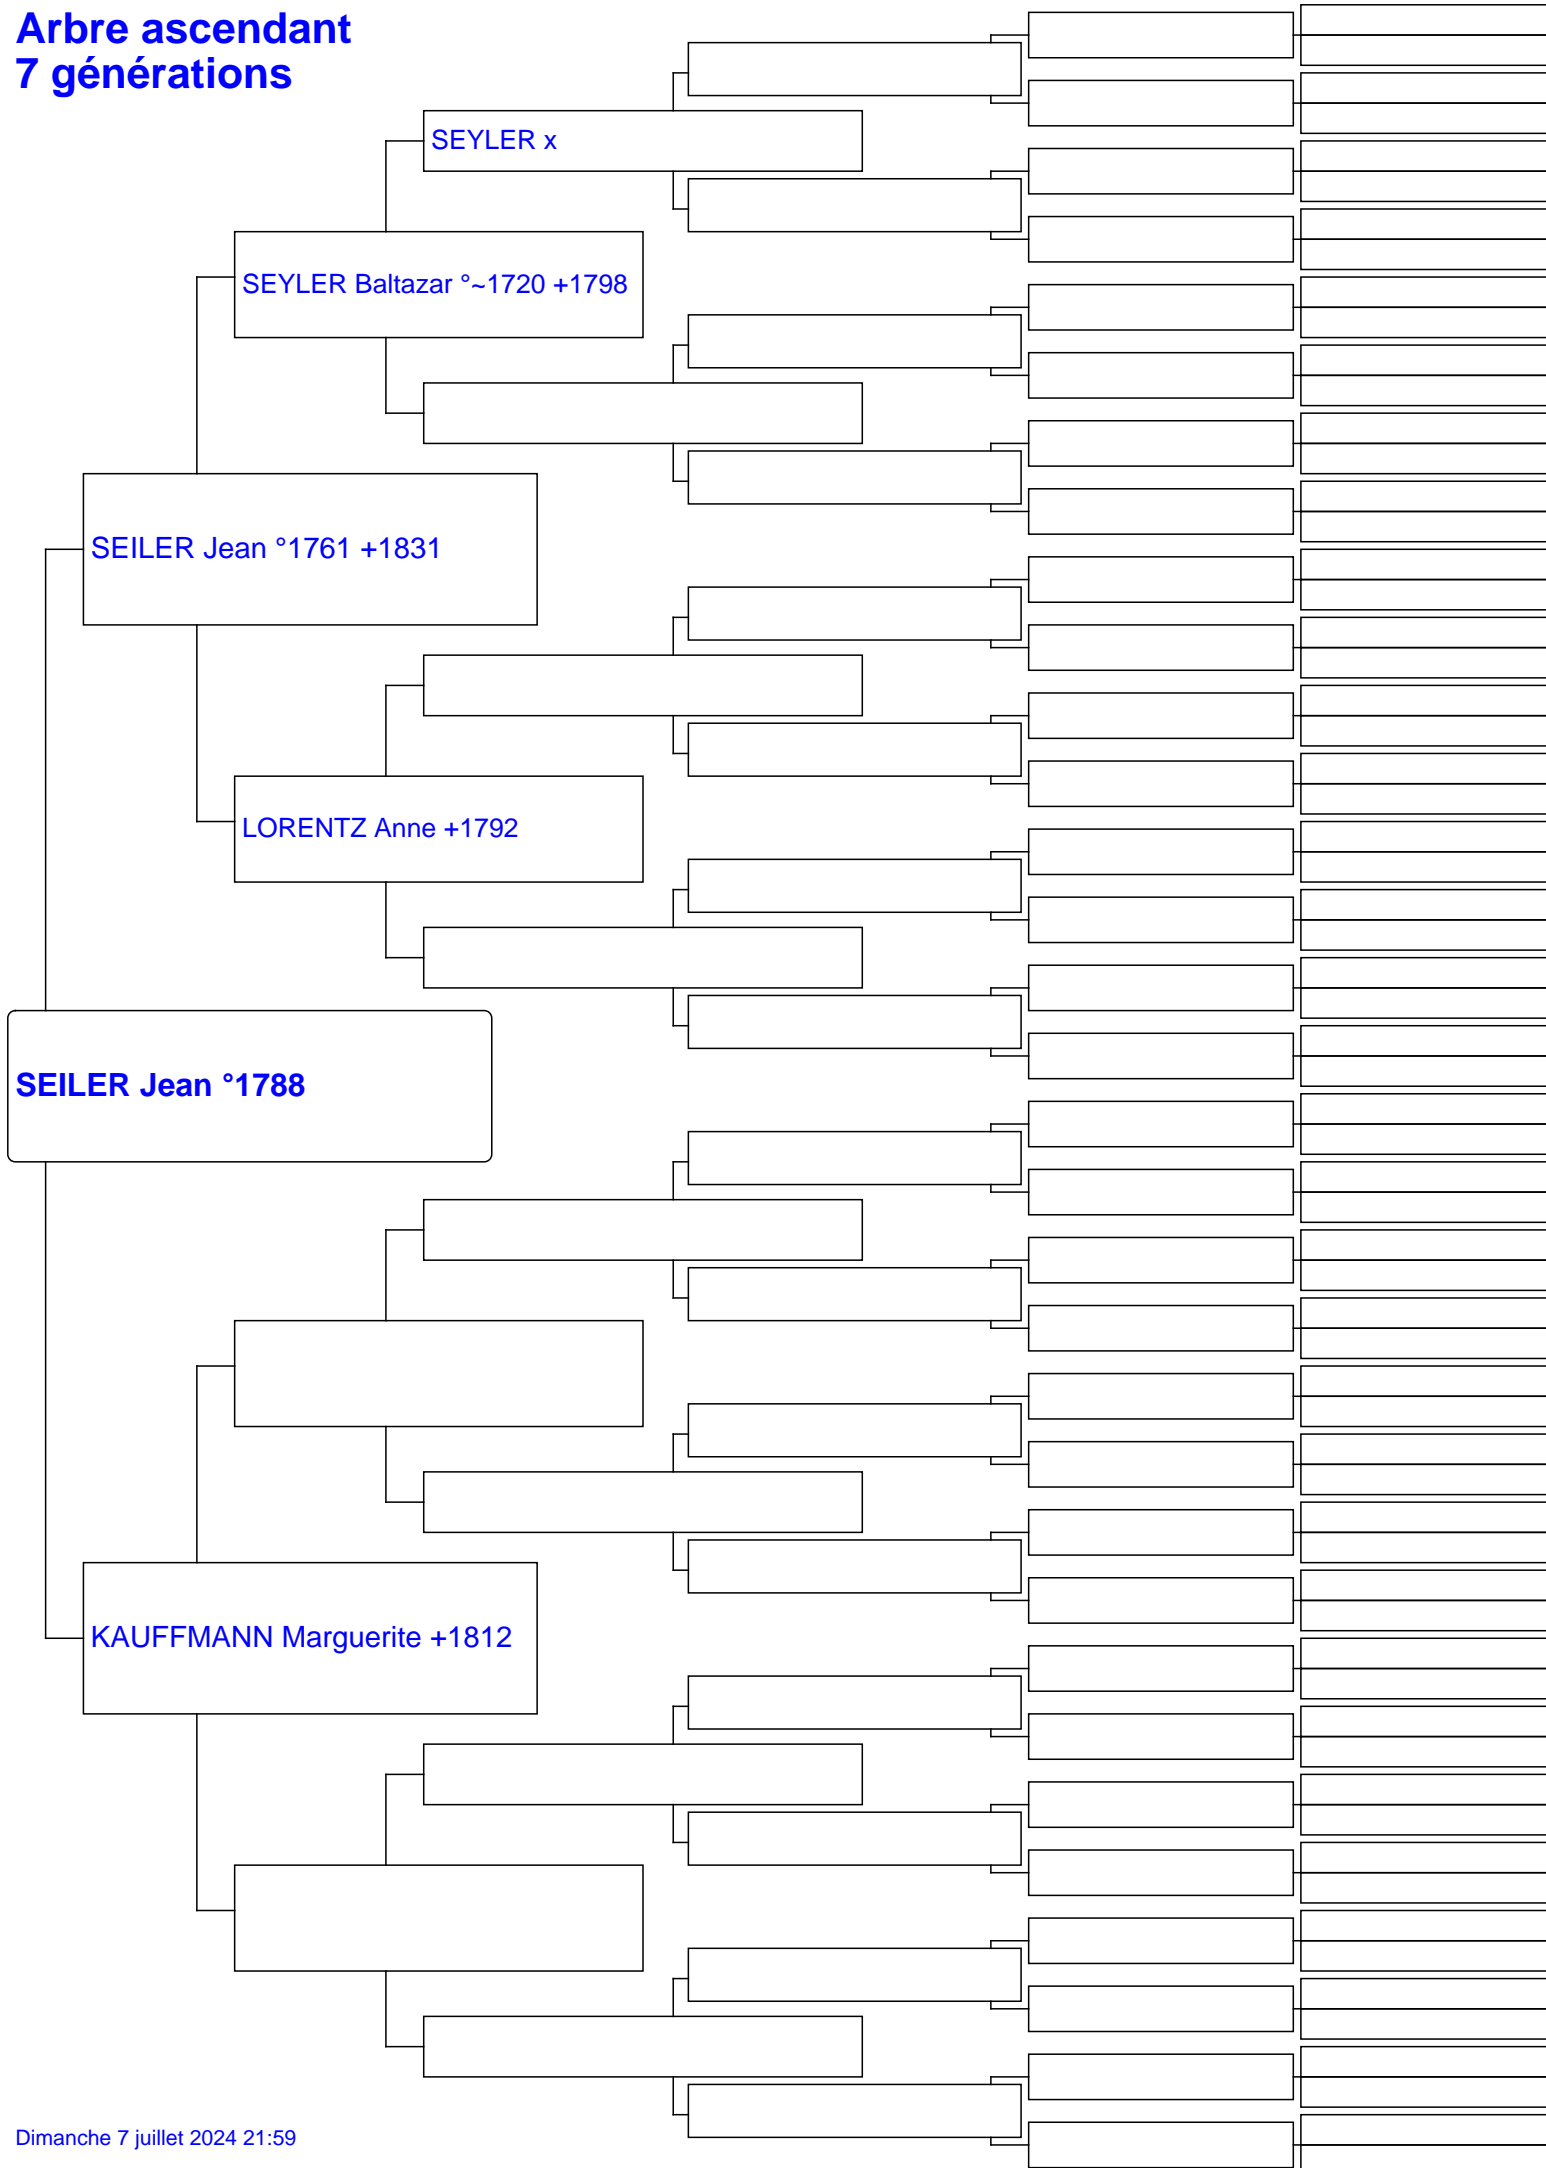 Arbre ascendant
7 générations
SEYLER x
SEYLER Baltazar °~1720 +1798
SEILER Jean °1761 +1831
LORENTZ Anne +1792
SEILER Jean °1788
KAUFFMANN Marguerite +1812
Dimanche 7 juillet 2024 21:59